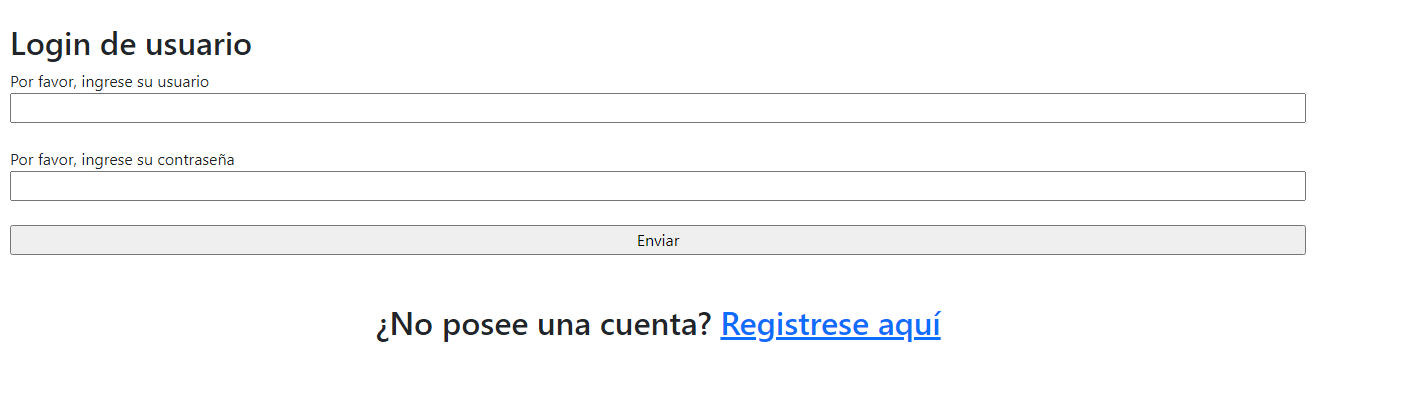 Login de usuario
Por favor, ingrese su usuario
Por favor, ingrese su contraseña
Enviar
¿No posee una cuenta? Registrese aquí